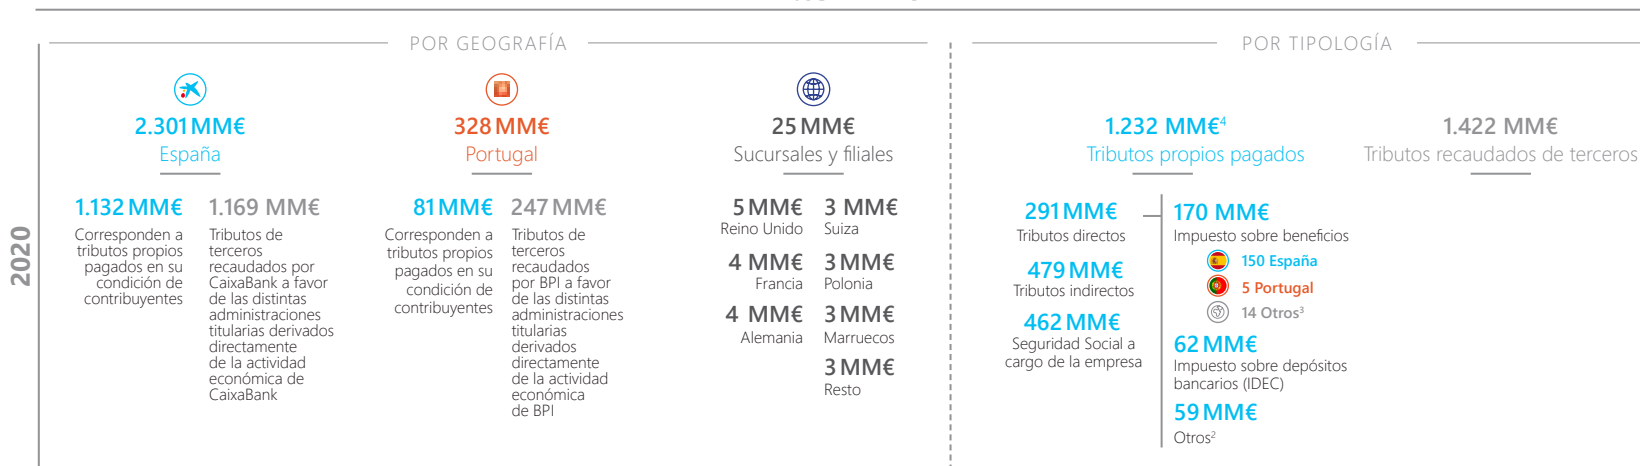 2020
POR GEOGRAFÍA
2.301 MM€
España
1.132 MM€
Corresponden a
tributos propios
pagados en su
condición de
contribuyentes
1.169 MM€
Tributos de
terceros
recaudados por
CaixaBank a favor
de las distintas
administraciones
titularias derivados
directamente
de la actividad
económica de
CaixaBank
328 MM€
Portugal
81 MM€
Corresponden a
tributos propios
pagados en su
condición de
contribuyentes
247 MM€
Tributos de
terceros
recaudados
por BPI a favor
de las distintas
administraciones
titularias
derivados
directamente
de la actividad
económica
de BPI
25 MM€
Sucursales y filiales
5 MM€
Reino Unido
3 MM€
Suiza
4 MM€
Francia
3 MM€
Polonia
4 MM€
Alemania
3 MM€
Marruecos
3 MM€
Resto
POR TIPOLOGÍA
1.232 MM€⁴
Tributos propios pagados
291 MM€
Tributos directos
479 MM€
Tributos indirectos
462 MM€
Seguridad Social a
cargo de la empresa
170 MM€
Impuesto sobre beneficios
150 España
5 Portugal
14 Otros³
62 MM€
Impuesto sobre depósitos
bancarios (IDEC)
59 MM€
Otros²
1.422 MM€
Tributos recaudados de terceros